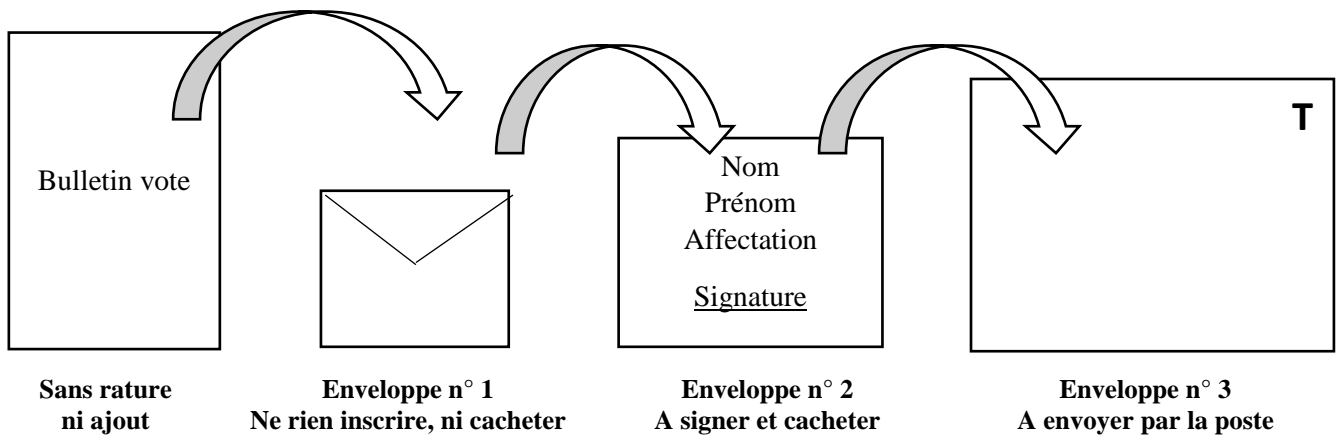 T
Bulletin vote
Nom
Prénom
Affectation
Signature
Sans rature
ni ajout
Enveloppe n° 1
Ne rien inscrire, ni cacheter
Enveloppe n° 2
A signer et cacheter
Enveloppe n° 3
A envoyer par la poste